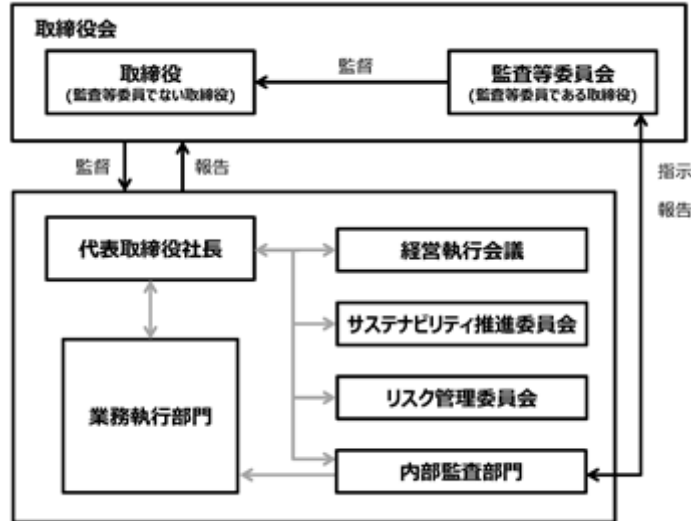 取締役会
取締役
(監査等委員でない取締役)
監督
監査等委員会
(監査等委員である取締役)
監督
報告
指示
報告
代表取締役社長
経営執行会議
サステナビリティ推進委員会
業務執行部門
リスク管理委員会
内部監査部門